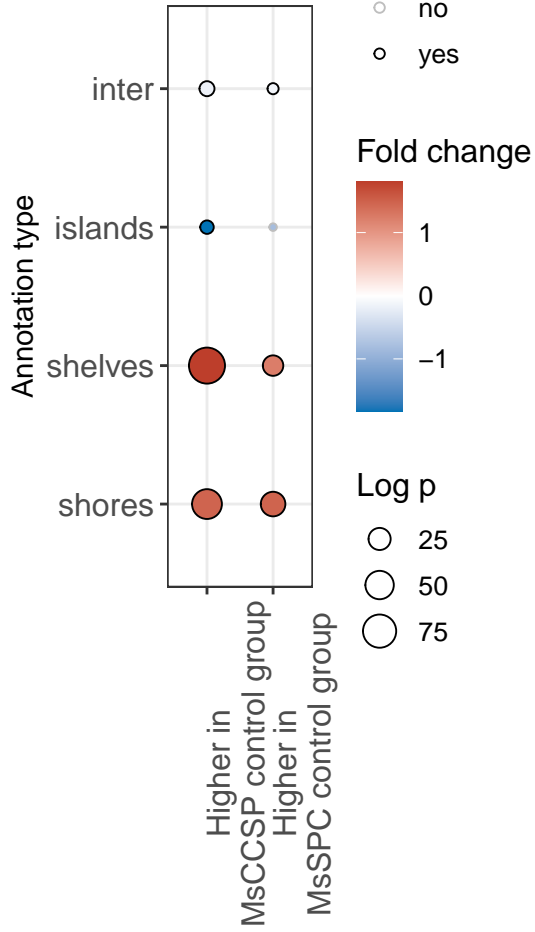 no
yes
inter
islands
shelves
shores
Annotation type
Fold change
1
0
−1
Log p
25
50
75
Higher in
MsCCSP control group
Higher in
MsSPC control group